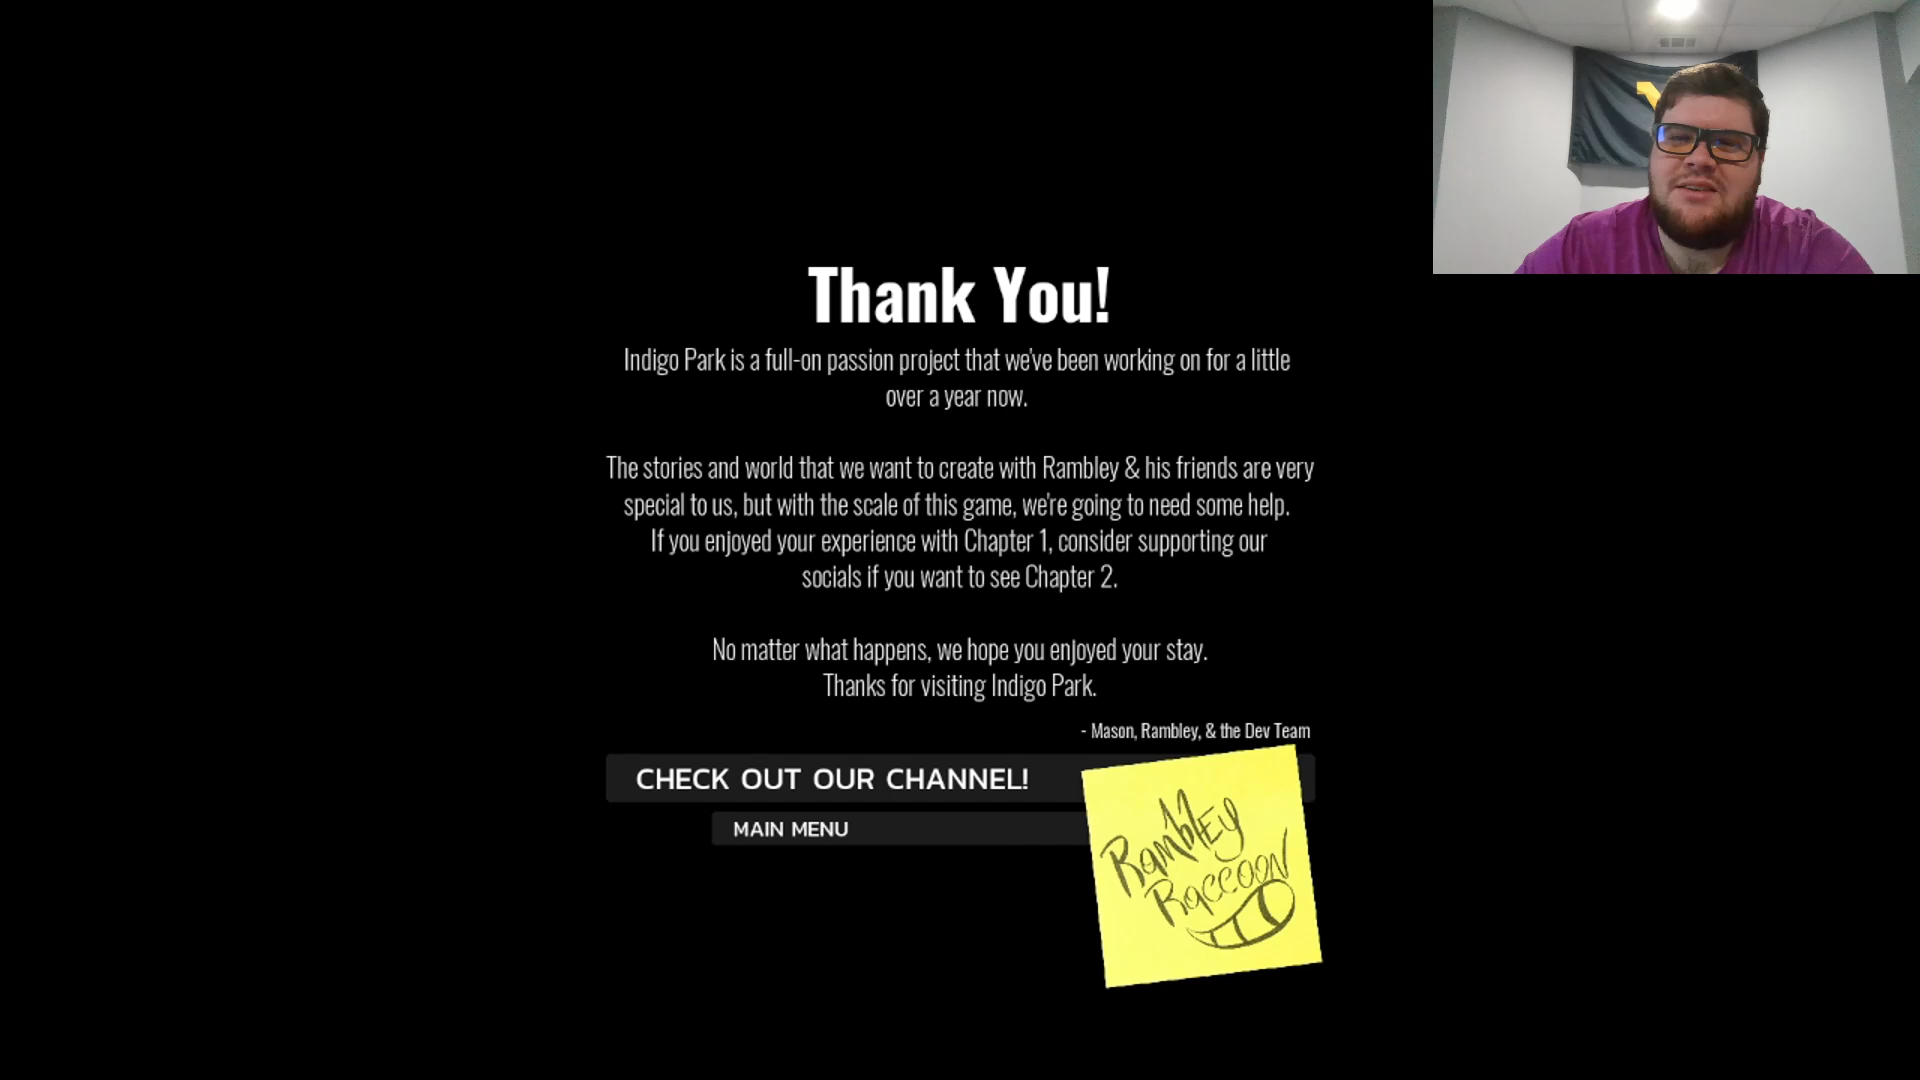 Thank You!
Indigo Park is a full-on passion project that we've been working on for a little
over a year now.
The stories and world that we want to create with Rambley & his friends are very
special to us, but with the scale of this game, we're going to need some help.
If you enjoyed your experience with Chapter 1, consider supporting our
socials if you want to see Chapter 2.
No matter what happens, we hope you enjoyed your stay.
Thanks for visiting Indigo Park.
- Mason, Rambley, & the Dev Team
CHECK OUT OUR CHANNEL!
MAIN MENU
RambLEy
Raccoon